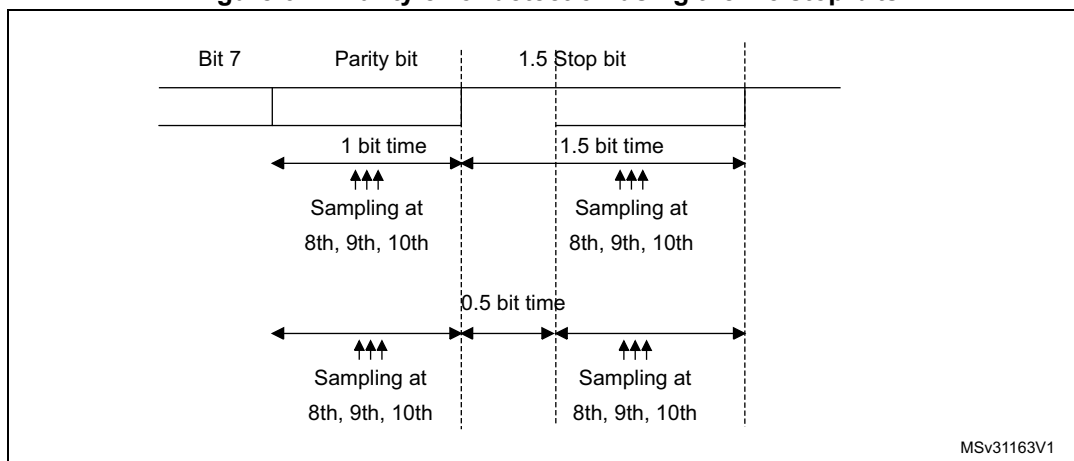 Bit 7 Parity bit 1.5 Stop bit
1 bit time 1.5 bit time
Sampling at Sampling at
8th, 9th, 10th 8th, 9th, 10th
0.5 bit time
Sampling at Sampling at
8th, 9th, 10th 8th, 9th, 10th
MSv31163V1